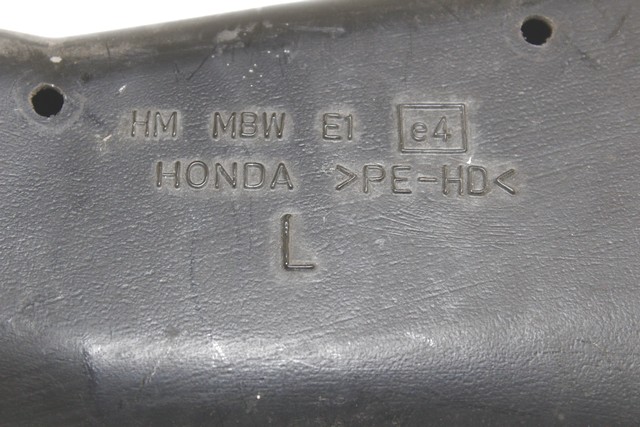 HM MBW E1 e4
HONDA >PE-HD<
L